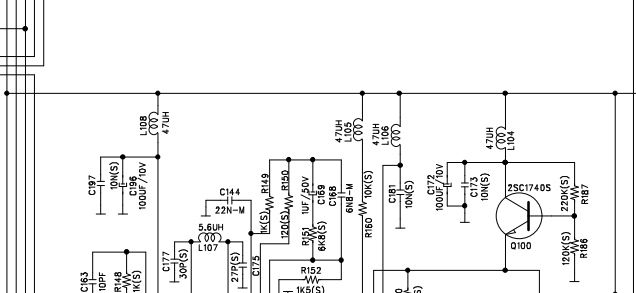 L108
47UH
C197
10N(S)
C196
100UF/10V
C144
22N-M
5.6UH
L107
C177
30P(S)
27P(S)
C175
R149
1K(S)
R150
120(S)
1UF/50V
C169
R151
6K8(S)
C168
6N8-M
R152
1K5(S)
47UH
L105
10K(S)
R160
47UH
L106
C181
10N(S)
C172
100UF/10V
C173
10N(S)
47UH
L104
2SC1740S
Q100
220K(S)
R187
120K(S)
R186
C163
10PF
R148
1K(S)